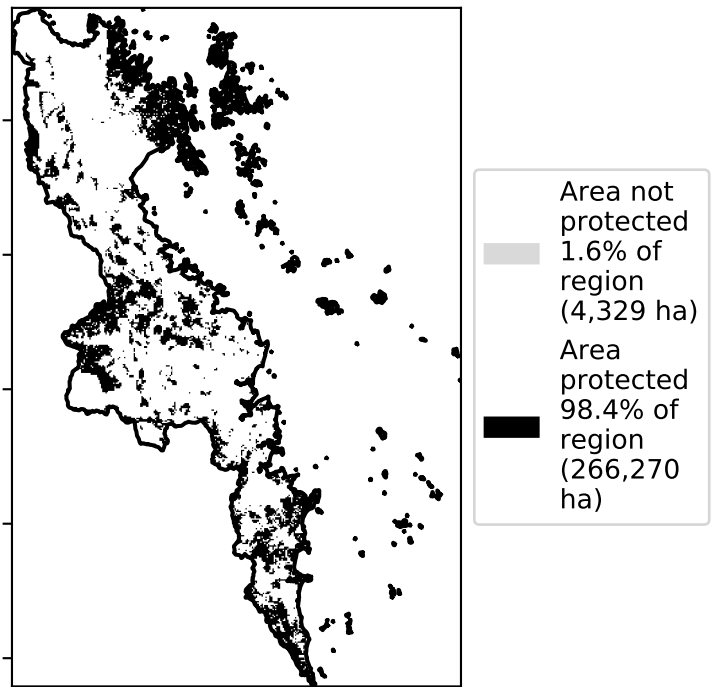 Area not
protected
1.6% of
region
(4,329 ha)
Area
protected
98.4% of
region
(266,270
ha)